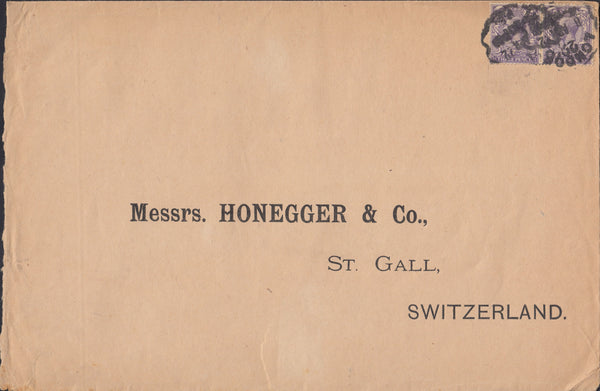 Messrs. HONEGGER & Co.,
St. Gall,
SWITZERLAND.